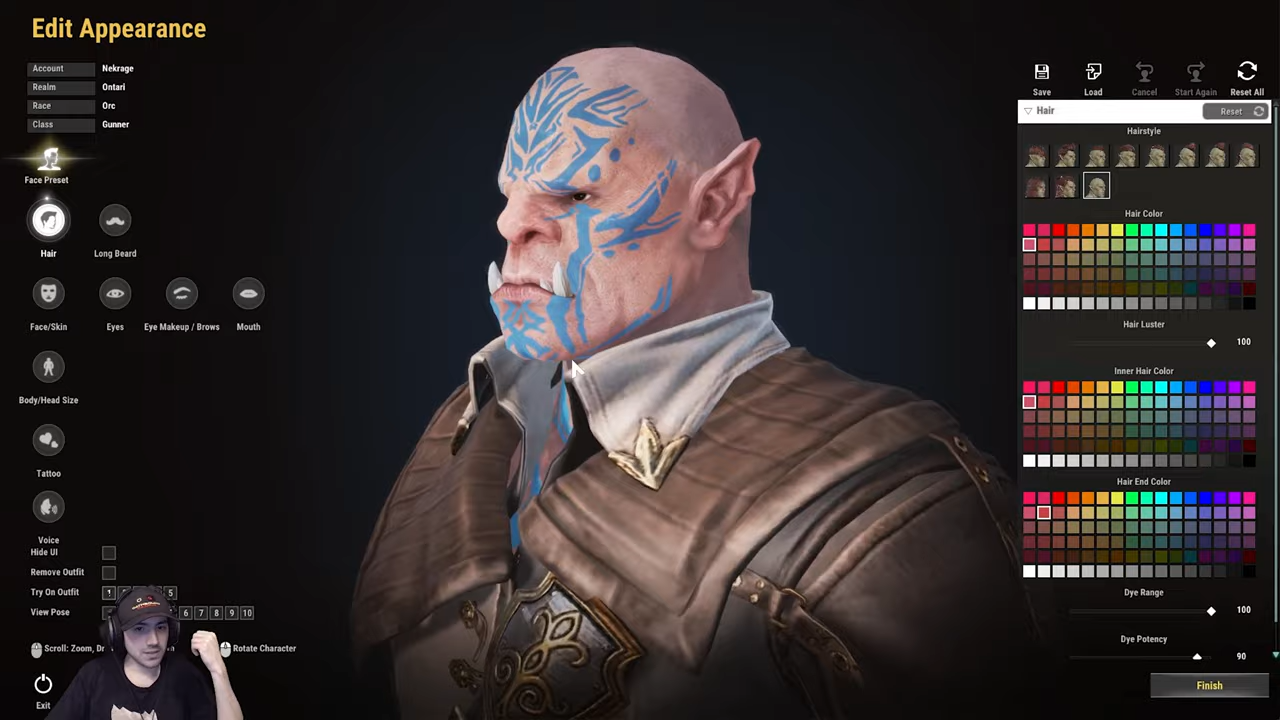 Edit Appearance
Account Nekrage
Realm Ontari
Race Orc
Class Gunner
Face Preset
Hair Long Beard
Face/Skin Eyes Eye Makeup / Brows Mouth
Body/Head Size
Tattoo
Voice
Hide UI
Remove Outfit
Try On Outfit 1 5
View Pose 6 7 8 9 10
Scroll: Zoom, Dr Rotate Character
Exit
Save Load Cancel Start Again Reset All
Hair Reset
Hairstyle
Hair Color
Hair Luster
100
Inner Hair Color
Hair End Color
Dye Range
100
Dye Potency
90
Finish